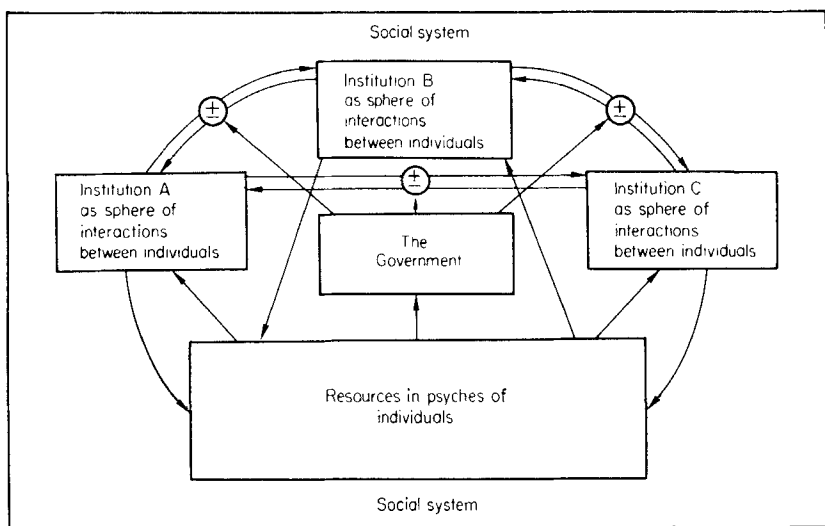 Social system
Institution B
as sphere of
interactions
between individuals
±
±
Institution A
as sphere of
interactions
between individuals
±
Institution C
as sphere of
interactions
between individuals
The
Government
Resources in psyches of
individuals
Social system